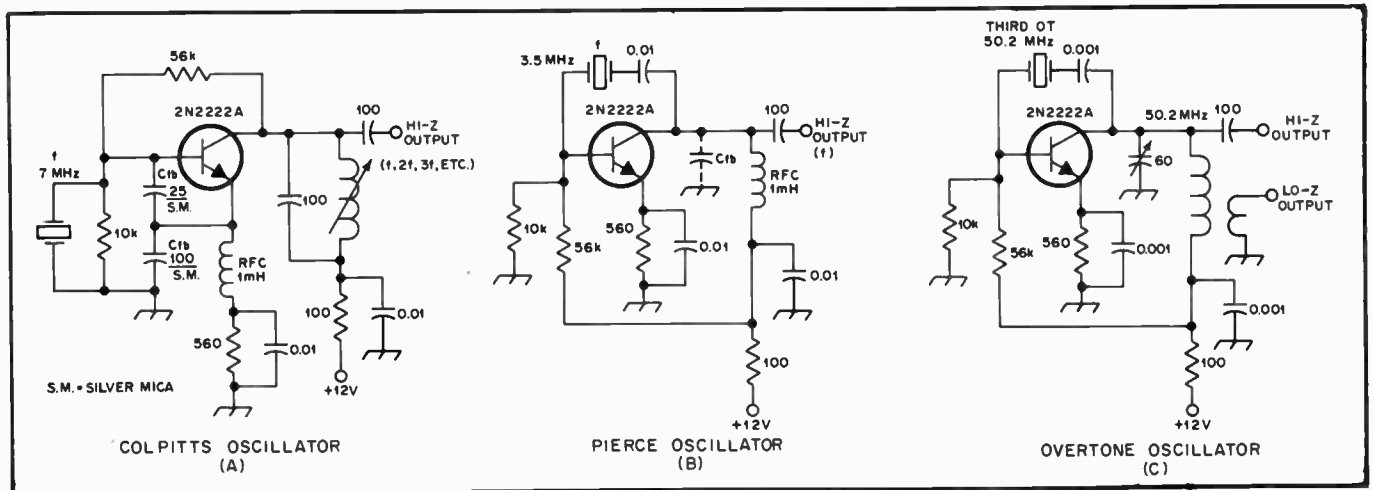 56k
2N2222A
f
7 MHz
Cfb
25
S.M.
10k
Cfb
100
S.M.
RFC
1mH
560
0.01
100
HI-Z
OUTPUT
(f, 2f, 3f, ETC.)
100
100
0.01
+12V
S.M. = SILVER MICA
COLPITTS OSCILLATOR
(A)
f
3.5 MHz
0.01
2N2222A
100
HI-Z
OUTPUT
(f)
Cfb
RFC
1mH
10k
56k
560
0.01
0.01
100
+12V
PIERCE OSCILLATOR
(B)
THIRD OT
50.2 MHz
0.001
2N2222A
50.2 MHz
100
HI-Z
OUTPUT
60
LO-Z
OUTPUT
10k
56k
560
0.001
0.001
100
+12V
OVERTONE OSCILLATOR
(C)